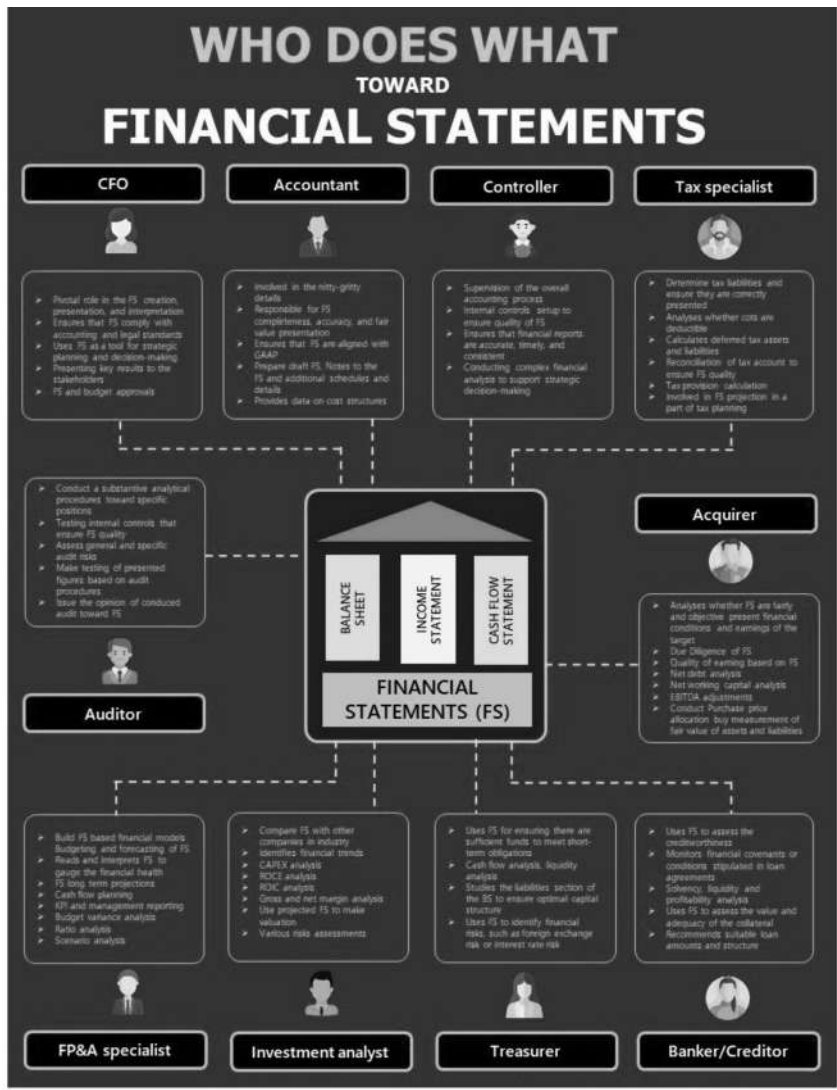 WHO DOES WHAT
TOWARD
FINANCIAL STATEMENTS
CFO
➤ Pivotal role in the FS creation,
presentation, and interpretation
➤ Ensures that FS comply with
accounting and legal standards
➤ Uses FS as a tool for strategic
planning and decision-making
➤ Presenting key results to the
stakeholders
➤ FS and budget approvals
Accountant
➤ Involved in the nitty-gritty
details
➤ Responsible for FS
completeness, accuracy, and fair
value presentation
➤ Ensures that FS are aligned with
GAAP
➤ Prepare draft FS, Notes to the
FS and additional schedules and
details
➤ Provides data on cost structures
Controller
➤ Supervision of the overall
accounting process
➤ Internal controls setup to
ensure quality of FS
➤ Ensures that financial reports
are accurate, timely, and
consistent
➤ Conducting complex financial
analysis to support strategic
decision-making
Tax specialist
➤ Determine tax liabilities and
ensure they are correctly
presented
➤ Analyses whether cots are
deductible
➤ Calculates deferred tax assets
and liabilities
➤ Reconciliation of tax account to
ensure FS quality
➤ Tax provision calculation
➤ Involved in FS projection in a
part of tax planning
➤ Conduct a substantive analytical
procedures toward specific
positions
➤ Testing internal controls that
ensure FS quality
➤ Assess general and specific
audit risks
➤ Make testing of presented
figures based on audit
procedures
➤ Issue the opinion of conduced
audit toward FS
Auditor
BALANCE
SHEET
INCOME
STATEMENT
CASH FLOW
STATEMENT
FINANCIAL
STATEMENTS (FS)
Acquirer
➤ Analyses whether FS are fairly
and objective present financial
conditions and earnings of the
target
➤ Due Diligence of FS
➤ Quality of earning based on FS
➤ Net debt analysis
➤ Net working capital analysis
➤ EBITDA adjustments
➤ Conduct Purchase price
allocation buy measurement of
fair value of assets and liabilities
➤ Build FS based financial models
➤ Budgeting and forecasting of FS
➤ Reads and interprets FS to
gauge the financial health
➤ FS long term projections
➤ Cash flow planning
➤ KPI and management reporting
➤ Budget variance analysis
➤ Ratio analysis
➤ Scenario analysis
FP&A specialist
➤ Compare FS with other
companies in industry
➤ Identifies financial trends
➤ CAPEX analysis
➤ ROCE analysis
➤ ROIC analysis
➤ Gross and net margin analysis
➤ Use projected FS to make
valuation
➤ Various risks assessments
Investment analyst
➤ Uses FS for ensuring there are
sufficient funds to meet short-
term obligations
➤ Cash flow analysis, liquidity
analysis
➤ Studies the liabilities section of
the BS to ensure optimal capital
structure
➤ Uses FS to identify financial
risks, such as foreign exchange
risk or interest rate risk
Treasurer
➤ Uses FS to assess the
creditworthiness
➤ Monitors financial covenants or
conditions stipulated in loan
agreements
➤ Solvency, liquidity and
profitability analysis
➤ Uses FS to assess the value and
adequacy of the collateral
➤ Recommends suitable loan
amounts and structure
Banker/Creditor